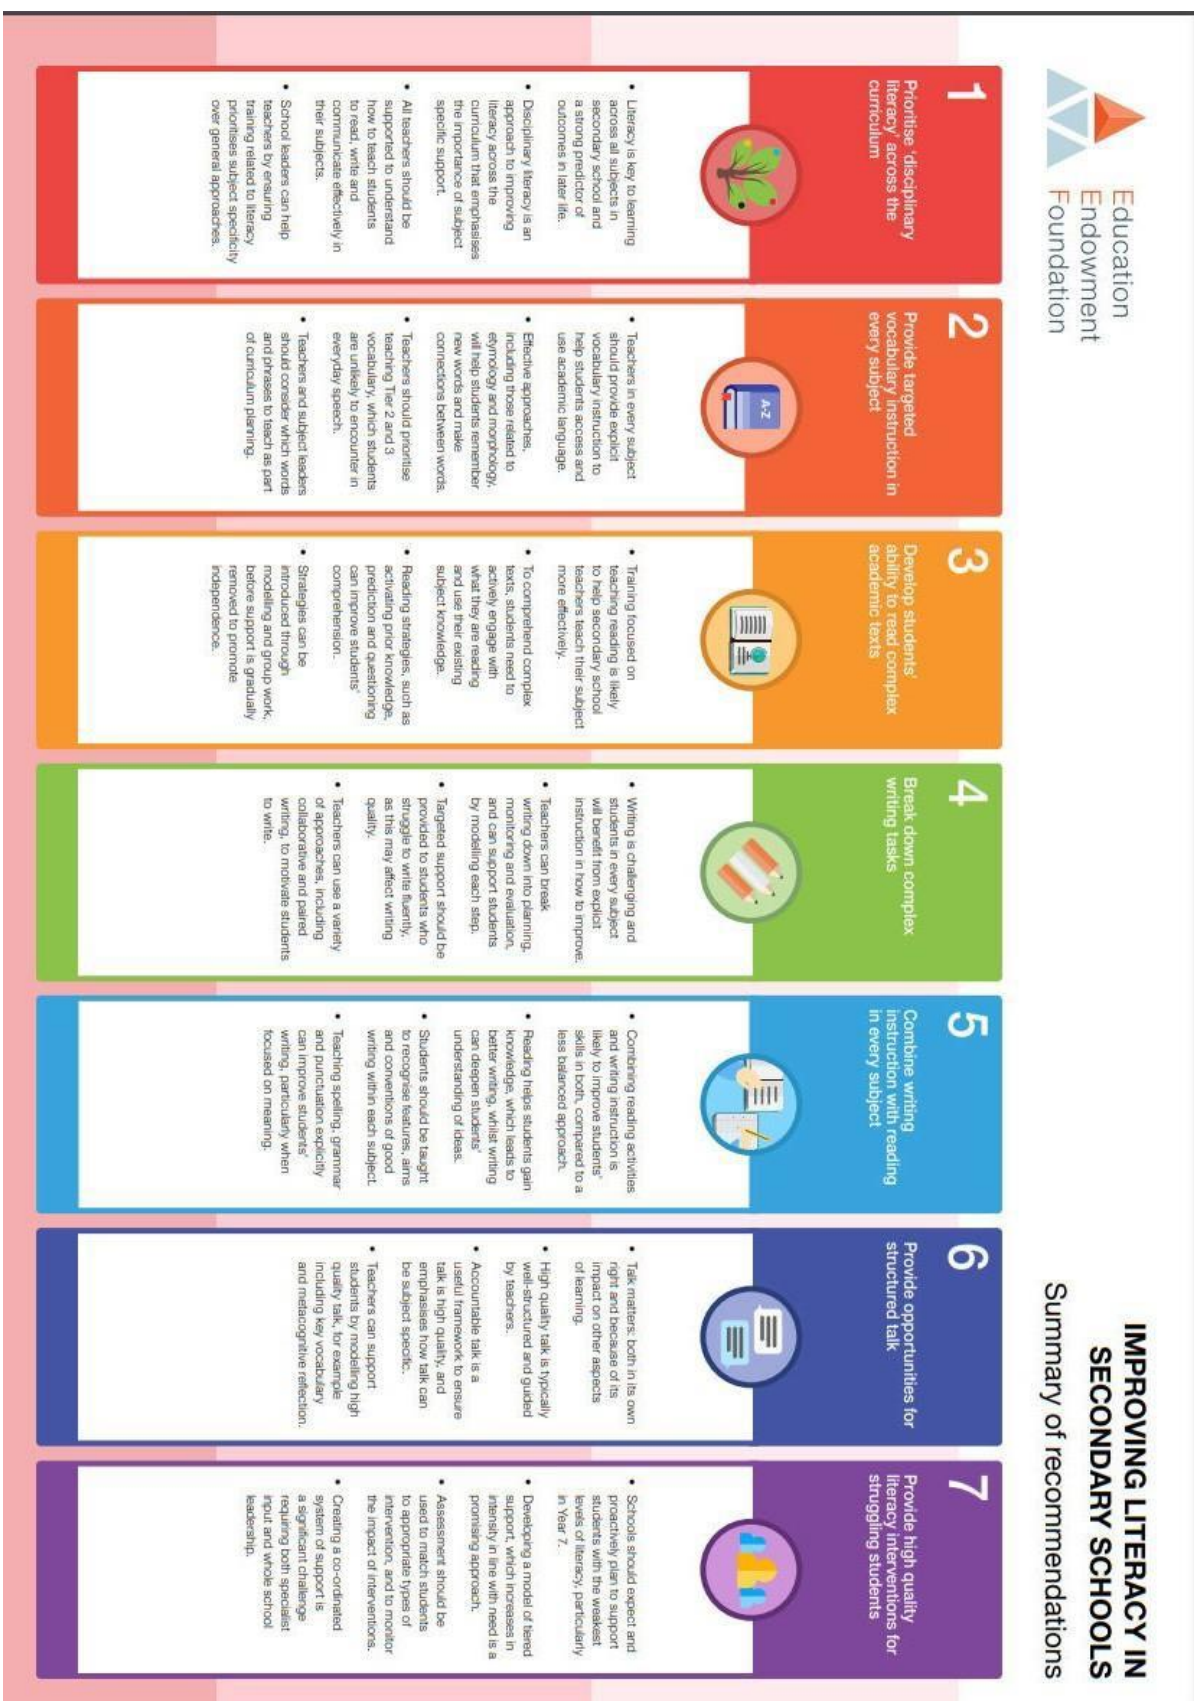 Education
Endowment
Foundation
IMPROVING LITERACY IN
SECONDARY SCHOOLS
Summary of recommendations
1
Prioritise ‘disciplinary
literacy’ across the
curriculum
• Literacy is key to learning
across all subjects in
secondary school and
a strong predictor of
outcomes in later life.
• Disciplinary literacy is an
approach to improving
literacy across the
curriculum that emphasises
the importance of subject
specific support.
• All teachers should be
supported to understand
how to teach students
to read, write and
communicate effectively in
their subjects.
• School leaders can help
teachers by ensuring
training related to literacy
prioritises subject specificity
over general approaches.
2
Provide targeted
vocabulary instruction in
every subject
A-Z
• Teachers in every subject
should provide explicit
vocabulary instruction to
help students access and
use academic language.
• Effective approaches,
including those related to
etymology and morphology,
will help students remember
new words and make
connections between words.
• Teachers should prioritise
teaching Tier 2 and 3
vocabulary, which students
are unlikely to encounter in
everyday speech.
• Teachers and subject leaders
should consider which words
and phrases to teach as part
of curriculum planning.
3
Develop students’
ability to read complex
academic texts
• Training focused on
teaching reading is likely
to help secondary school
teachers teach their subject
more effectively.
• To comprehend complex
texts, students need to
actively engage with
what they are reading
and use their existing
subject knowledge.
• Reading strategies, such as
activating prior knowledge,
prediction and questioning
can improve students’
comprehension.
• Strategies can be
introduced through
modelling and group work,
before support is gradually
removed to promote
independence.
4
Break down complex
writing tasks
• Writing is challenging and
students in every subject
will benefit from explicit
instruction in how to improve.
• Teachers can break
writing down into planning,
monitoring and evaluation,
and can support students
by modelling each step.
• Targeted support should be
provided to students who
struggle to write fluently,
as this may affect writing
quality.
• Teachers can use a variety
of approaches, including
collaborative and paired
writing, to motivate students
to write.
5
Combine writing
instruction with reading
in every subject
• Combining reading activities
and writing instruction is
likely to improve students’
skills in both, compared to a
less balanced approach.
• Reading helps students gain
knowledge, which leads to
better writing, whilst writing
can deepen students’
understanding of ideas.
• Students should be taught
to recognise features, aims
and conventions of good
writing within each subject.
• Teaching spelling, grammar
and punctuation explicitly
can improve students’
writing, particularly when
focused on meaning.
6
Provide opportunities for
structured talk
• Talk matters: both in its own
right and because of its
impact on other aspects
of learning.
• High quality talk is typically
well-structured and guided
by teachers.
• Accountable talk is a
useful framework to ensure
talk is high quality, and
emphasises how talk can
be subject specific.
• Teachers can support
students by modelling high
quality talk, for example
including key vocabulary
and metacognitive reflection.
7
Provide high quality
literacy interventions for
struggling students
• Schools should expect and
proactively plan to support
students with the weakest
levels of literacy, particularly
in Year 7.
• Developing a model of tiered
support, which increases in
intensity in line with need is a
promising approach.
• Assessment should be
used to match students
to appropriate types of
intervention, and to monitor
the impact of interventions.
• Creating a co-ordinated
system of support is
a significant challenge
requiring both specialist
input and whole school
leadership.